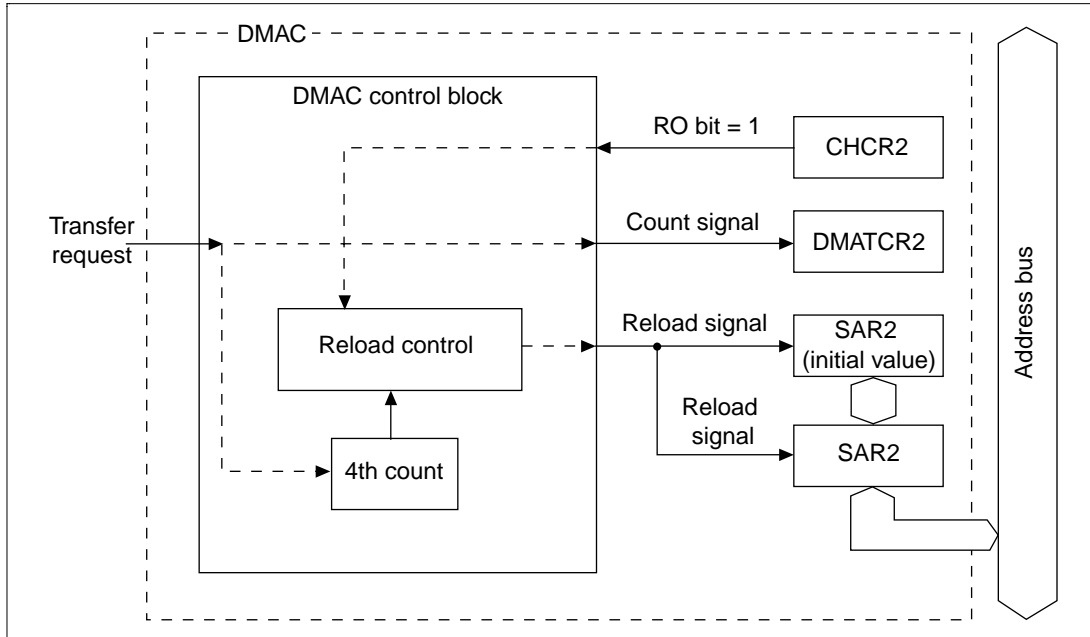 DMAC
DMAC control block
RO bit = 1
CHCR2
Transfer
request
Count signal
DMATCR2
Reload control
Reload signal
SAR2
(initial value)
Reload
signal
4th count
SAR2
Address bus